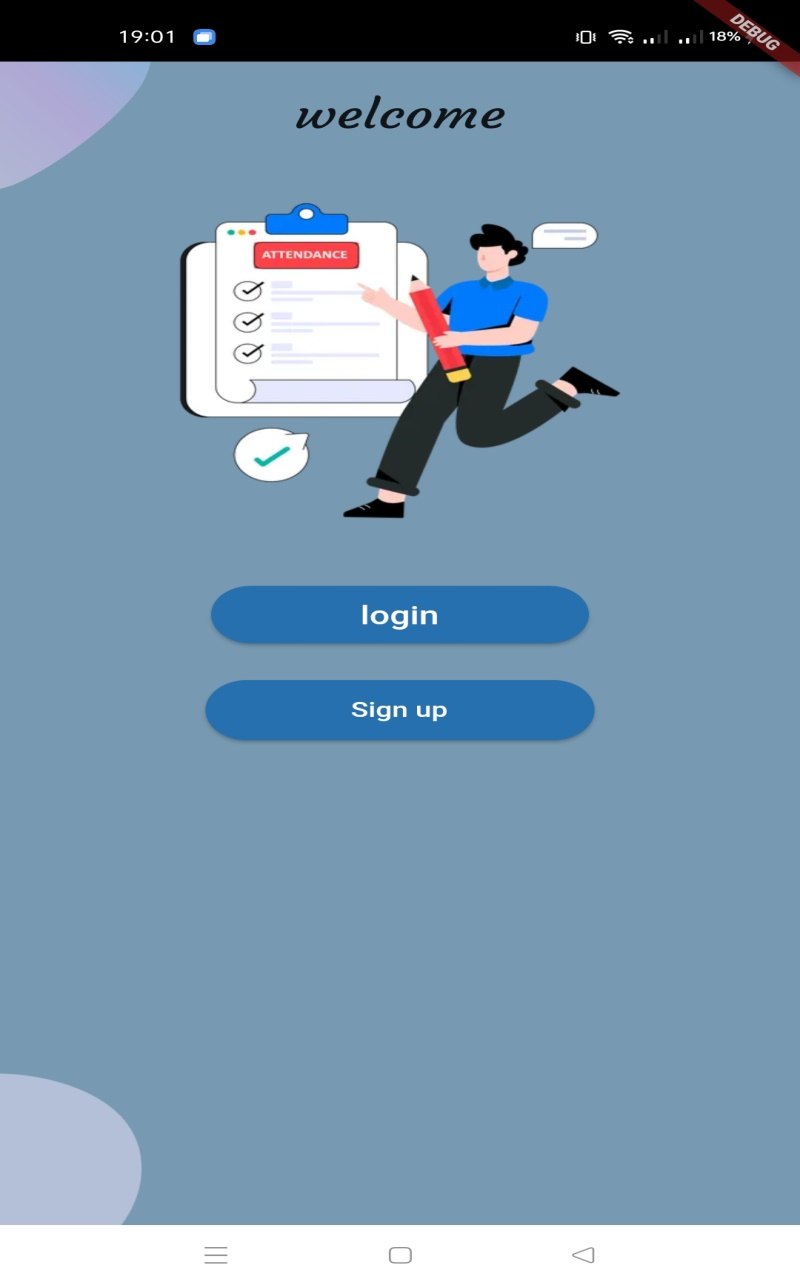 19:01
18%
DEBUG
welcome
ATTENDANCE
login
Sign up